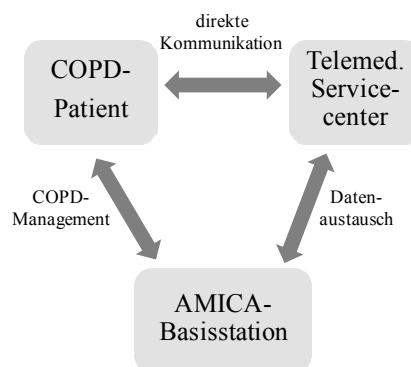 direkte
Kommunikation
COPD-
Patient
Telemed.
Service-
center
COPD-
Management
Daten-
austausch
AMICA-
Basisstation